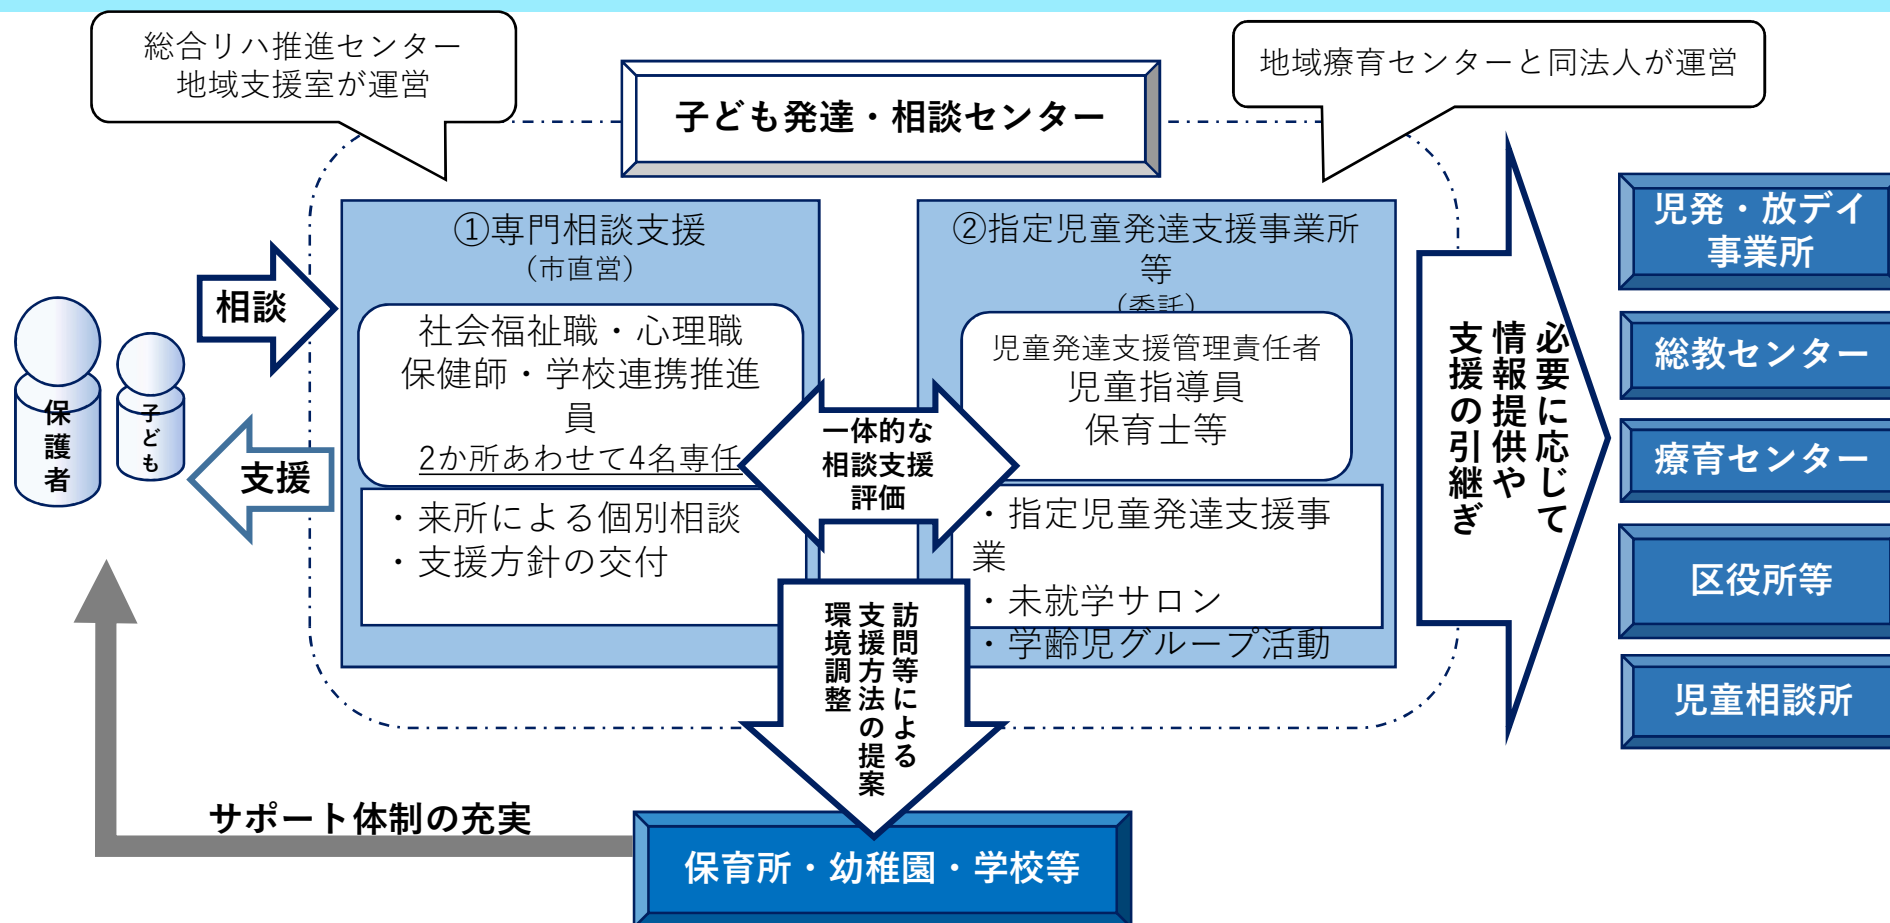 総合リハ推進センター
地域支援室が運営
地域療育センターと同法人が運営
子ども発達・相談センター
①専門相談支援
（市直営）
社会福祉職・心理職
保健師・学校連携推進
員
2か所あわせて4名専任
・来所による個別相談
・支援方針の交付
②指定児童発達支援事業所
等
（委託）
児童発達支援管理責任者
児童指導員
保育士等
・指定児童発達支援事
業
・未就学サロン
・学齢児グループ活動
相談
支援
保護者
子ども
一体的な
相談支援
評価
訪問等による
支援方法の提案
環境調整
必要に応じて
情報提供や
支援の引継ぎ
児発・放デイ
事業所
総教センター
療育センター
区役所等
児童相談所
サポート体制の充実
保育所・幼稚園・学校等